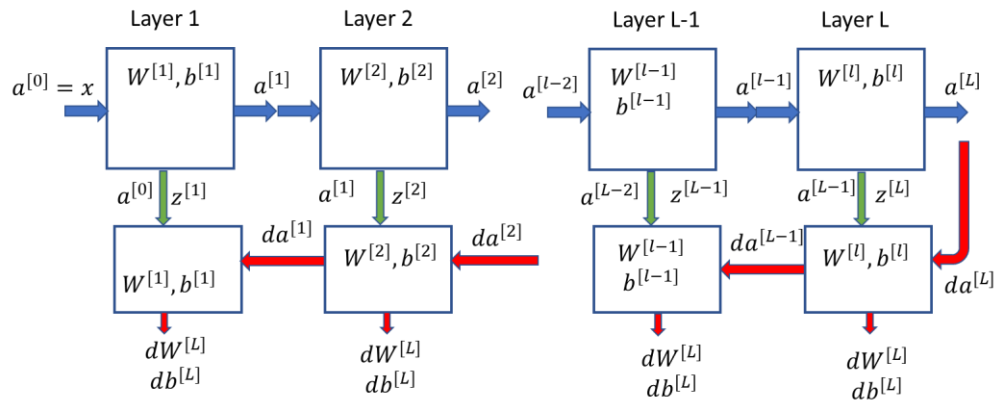 Layer 1 Layer 2 Layer L-1 Layer L
a^[0] = x W^[1], b^[1] a^[1] W^[2], b^[2] a^[2] a^[l−2] W^[l−1] a^[l−1] W^[l], b^[l] a^[L]
b^[l−1]
a^[0] z^[1] a^[1] z^[2] a^[L−2] z^[L−1] a^[L−1] z^[L]
W^[1], b^[1] da^[1] W^[2], b^[2] da^[2] W^[l−1] da^[L−1] W^[l], b^[l] da^[L]
b^[l−1]
dW^[L] dW^[L] dW^[L] dW^[L]
db^[L] db^[L] db^[L] db^[L]